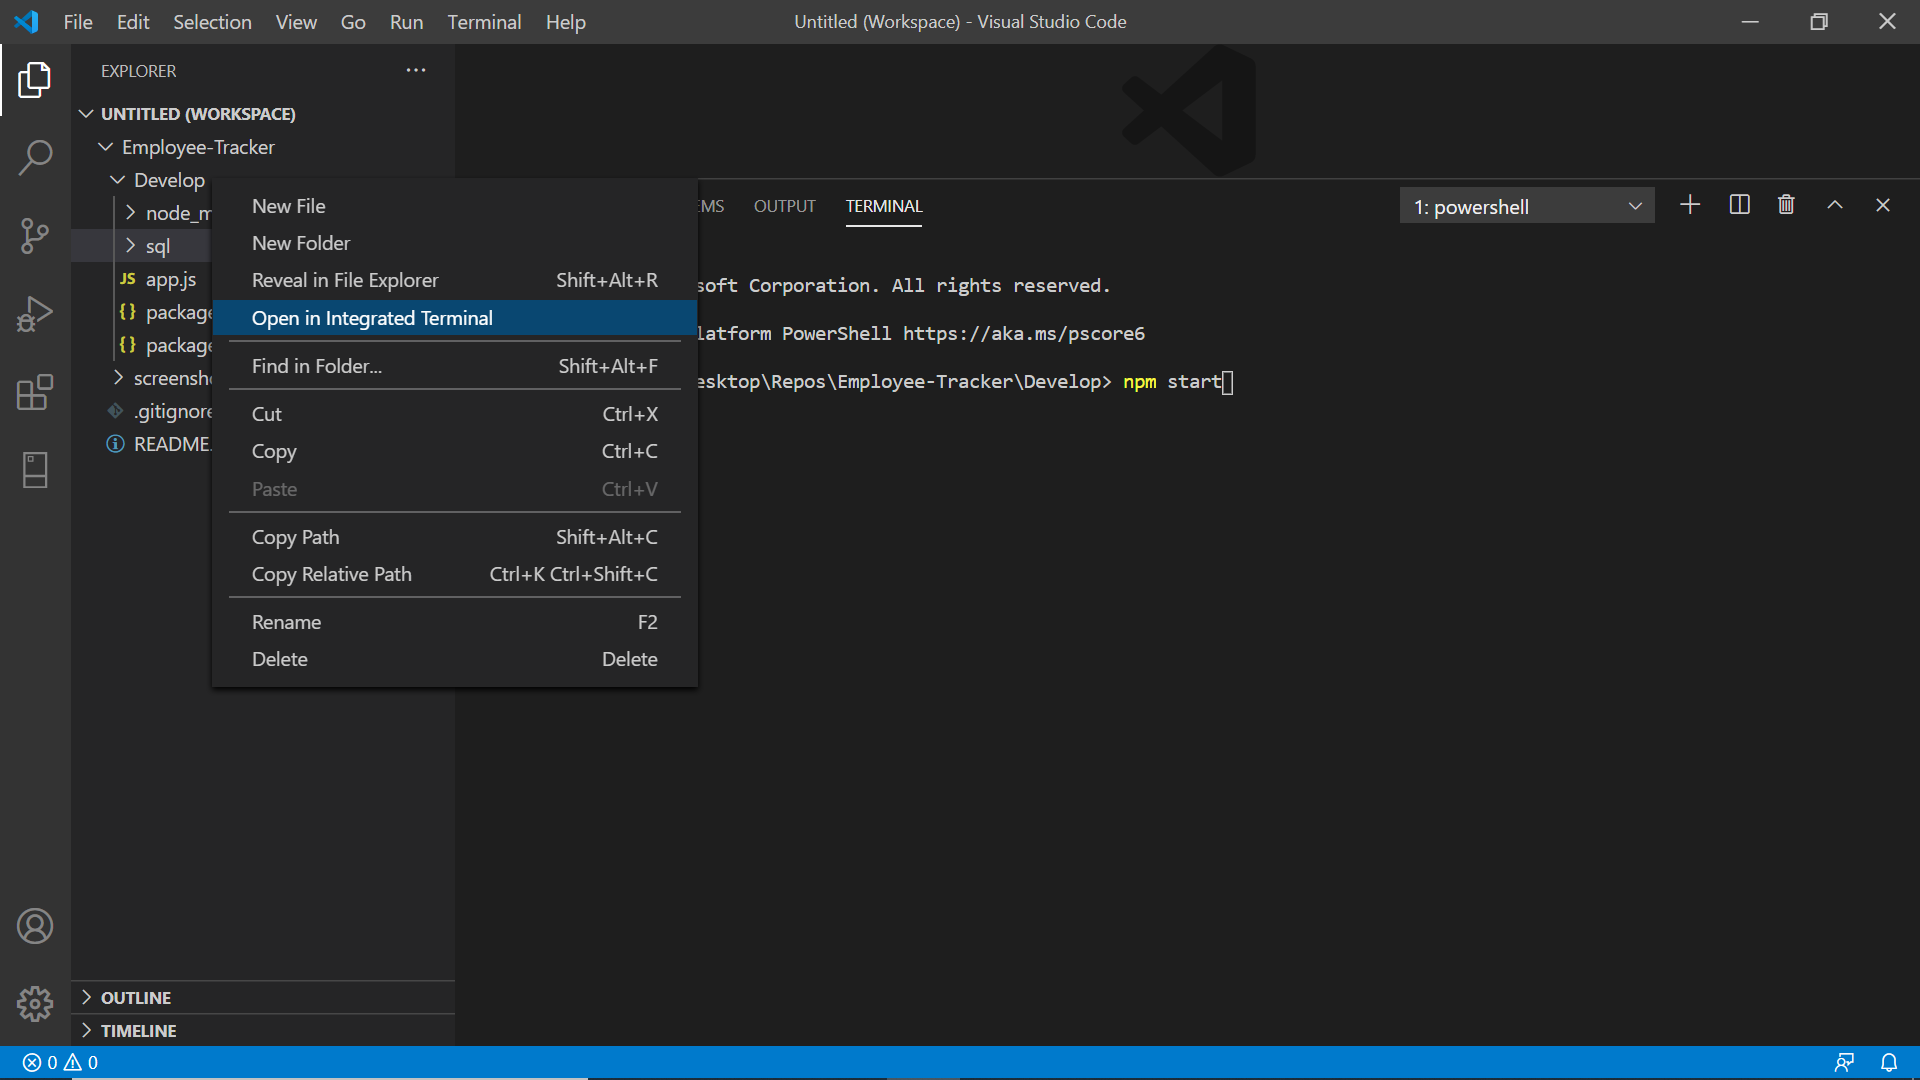 File Edit Selection View Go Run Terminal Help
Untitled (Workspace) - Visual Studio Code
EXPLORER
UNTITLED (WORKSPACE)
Employee-Tracker
Develop
node_m
sql
JS app.js
{} package
{} package
screensh
.gitignore
README.
OUTLINE
TIMELINE
New File
New Folder
Reveal in File Explorer Shift+Alt+R
Open in Integrated Terminal
Find in Folder... Shift+Alt+F
Cut Ctrl+X
Copy Ctrl+C
Paste Ctrl+V
Copy Path Shift+Alt+C
Copy Relative Path Ctrl+K Ctrl+Shift+C
Rename F2
Delete Delete
EMS OUTPUT TERMINAL
1: powershell
soft Corporation. All rights reserved.
latform PowerShell https://aka.ms/pscore6
esktop\Repos\Employee-Tracker\Develop> npm start
0 0